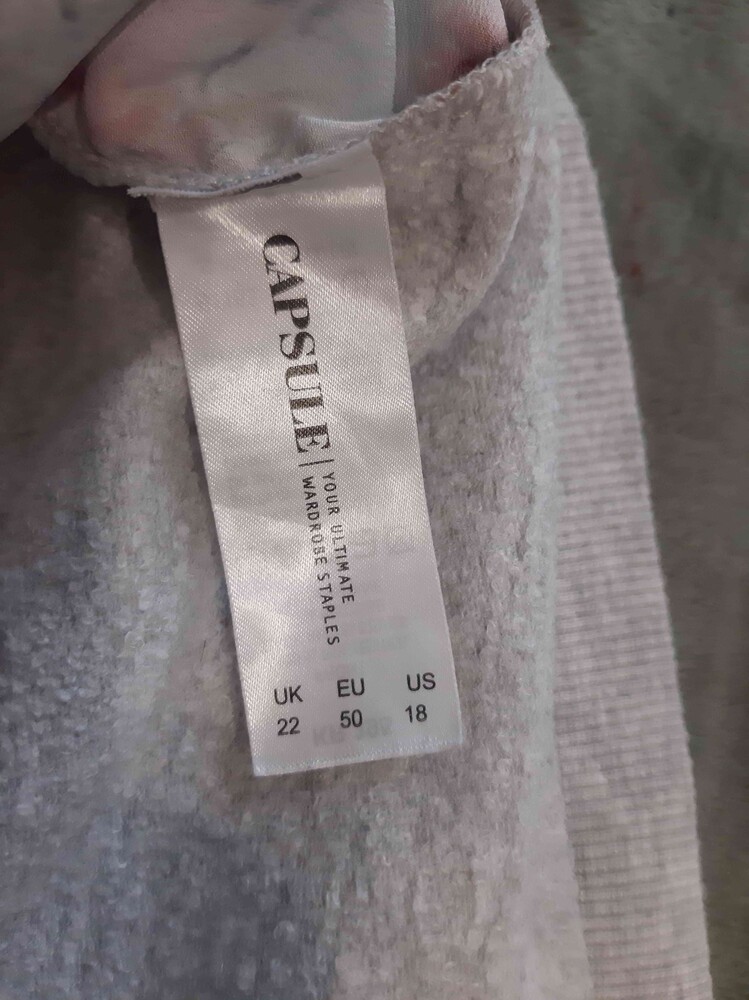 CAPSULE
YOUR ULTIMATE
WARDROBE STAPLES
UK EU US
22 50 18